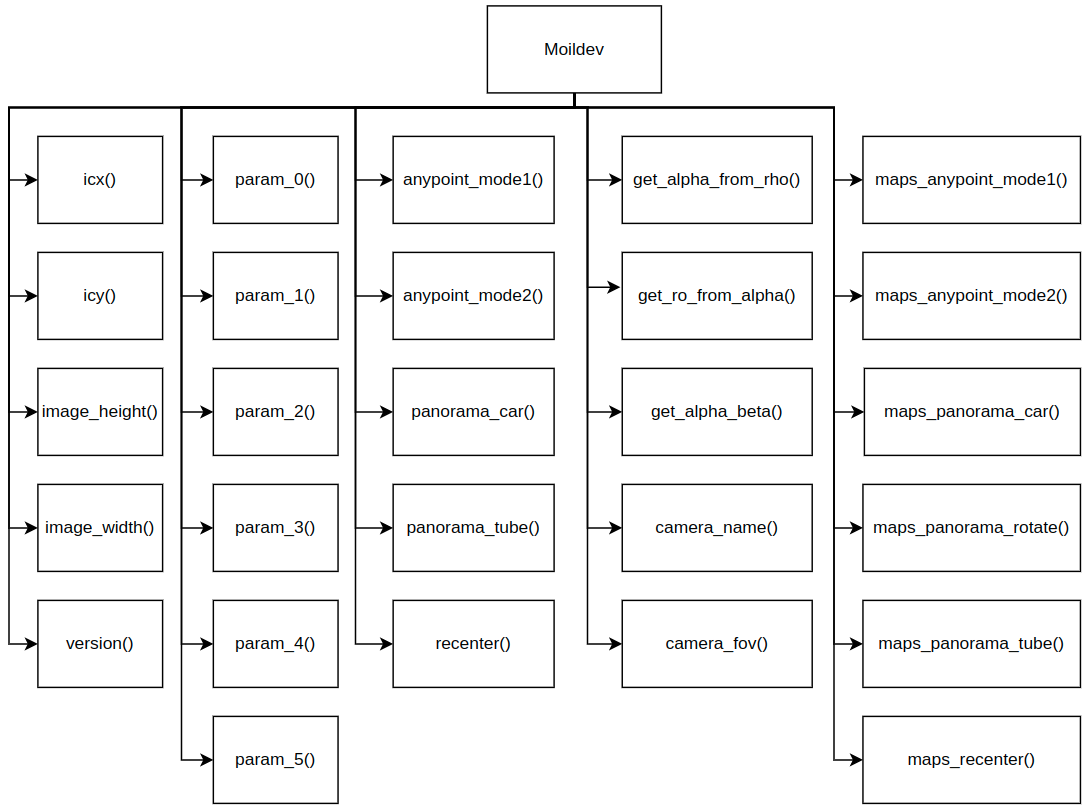 Moildev
icx()
param_0()
anypoint_mode1()
get_alpha_from_rho()
maps_anypoint_mode1()
icy()
param_1()
anypoint_mode2()
get_ro_from_alpha()
maps_anypoint_mode2()
image_height()
param_2()
panorama_car()
get_alpha_beta()
maps_panorama_car()
image_width()
param_3()
panorama_tube()
camera_name()
maps_panorama_rotate()
version()
param_4()
recenter()
camera_fov()
maps_panorama_tube()
param_5()
maps_recenter()